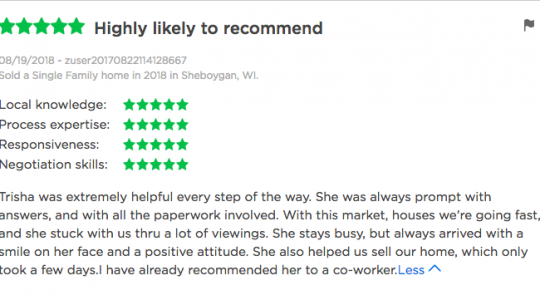 Highly likely to recommend
08/19/2018 - zuser20170822114128667
Sold a Single Family home in 2018 in Sheboygan, WI.
Local knowledge:
Process expertise:
Responsiveness:
Negotiation skills:
Trisha was extremely helpful every step of the way. She was always prompt with
answers, and with all the paperwork involved. With this market, houses we're going fast,
and she stuck with us thru a lot of viewings. She stays busy, but always arrived with a
smile on her face and a positive attitude. She also helped us sell our home, which only
took a few days.I have already recommended her to a co-worker.Less